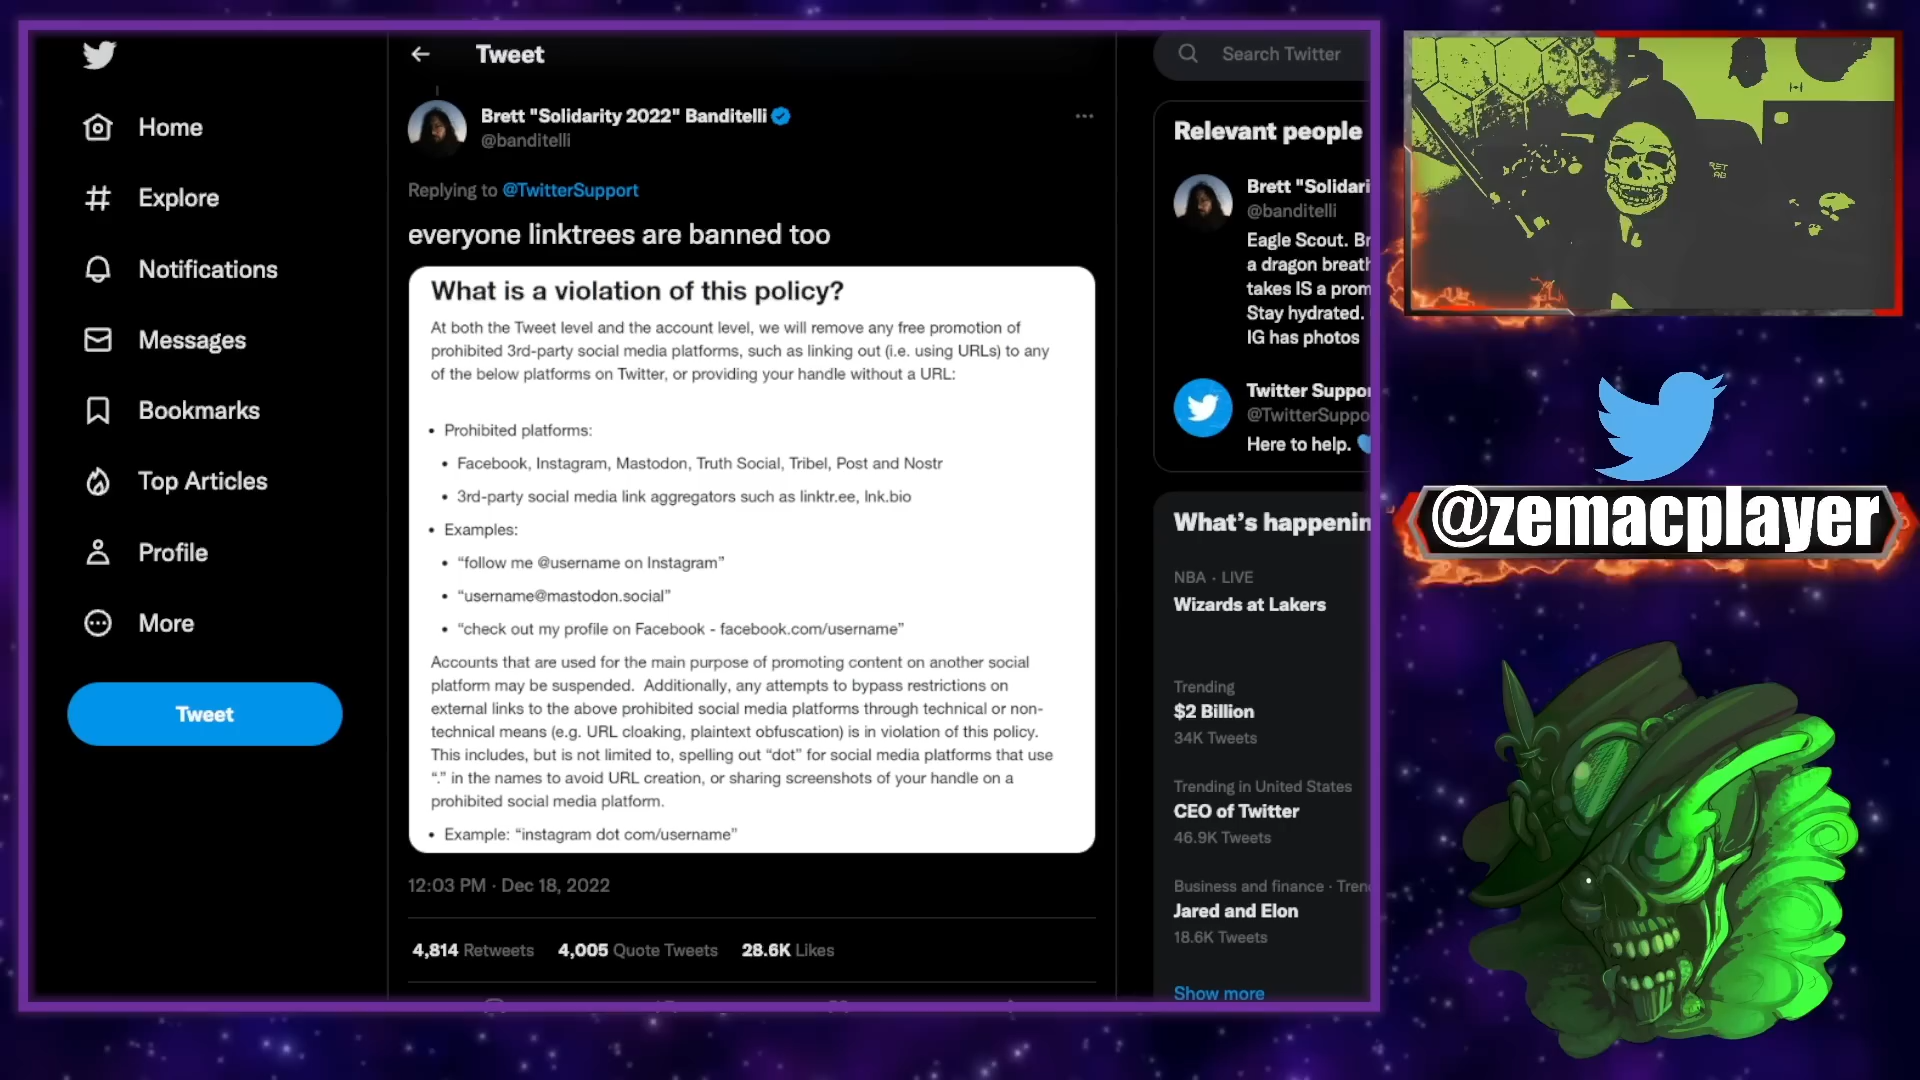 Home
Explore
Notifications
Messages
Bookmarks
Top Articles
Profile
More
Tweet
Tweet
Brett "Solidarity 2022" Banditelli
@banditelli
Replying to @TwitterSupport
everyone linktrees are banned too
What is a violation of this policy?
At both the Tweet level and the account level, we will remove any free promotion of
prohibited 3rd-party social media platforms, such as linking out (i.e. using URLs) to any
of the below platforms on Twitter, or providing your handle without a URL:
• Prohibited platforms:
• Facebook, Instagram, Mastodon, Truth Social, Tribel, Post and Nostr
• 3rd-party social media link aggregators such as linktr.ee, lnk.bio
• Examples:
• “follow me @username on Instagram”
• “username@mastodon.social”
• “check out my profile on Facebook - facebook.com/username”
Accounts that are used for the main purpose of promoting content on another social
platform may be suspended. Additionally, any attempts to bypass restrictions on
external links to the above prohibited social media platforms through technical or non-
technical means (e.g. URL cloaking, plaintext obfuscation) is in violation of this policy.
This includes, but is not limited to, spelling out “dot” for social media platforms that use
“.” in the names to avoid URL creation, or sharing screenshots of your handle on a
prohibited social media platform.
• Example: “instagram dot com/username”
12:03 PM · Dec 18, 2022
4,814 Retweets 4,005 Quote Tweets 28.6K Likes
Search Twitter
Relevant people
Brett "Solidari
@banditelli
Eagle Scout. Br
a dragon breath
takes IS a prom
Stay hydrated.
IG has photos
Twitter Suppor
@TwitterSuppo
Here to help.
What’s happenin
NBA · LIVE
Wizards at Lakers
Trending
$2 Billion
34K Tweets
Trending in United States
CEO of Twitter
46.9K Tweets
Business and finance · Tren
Jared and Elon
18.6K Tweets
Show more
@zemacplayer